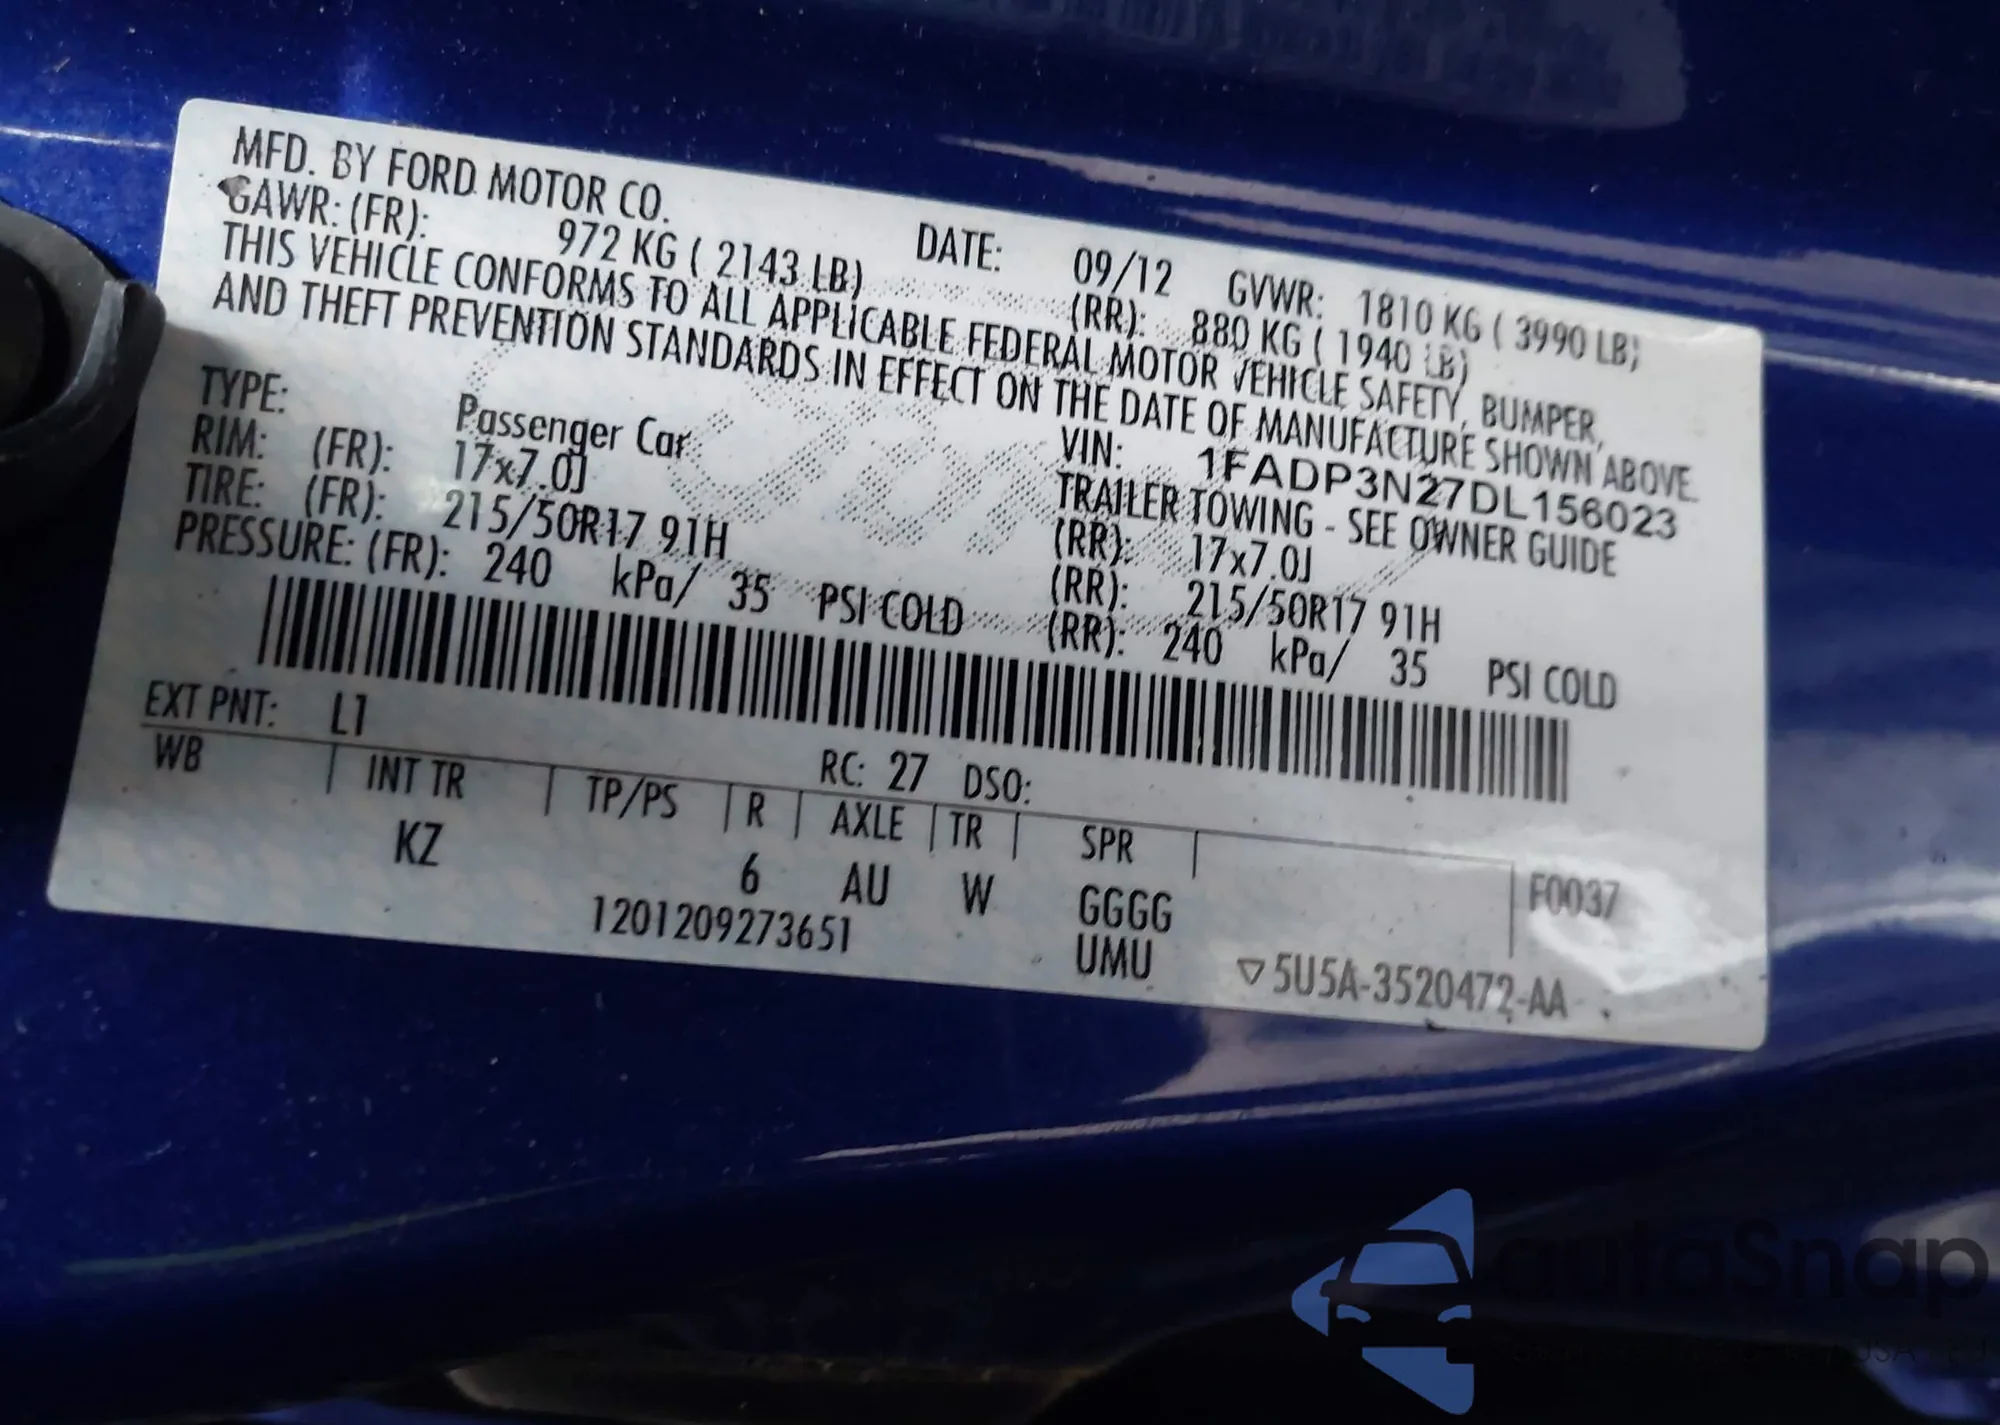 MFD. BY FORD MOTOR CO. DATE: 09/12 GVWR: 1810 KG ( 3990 LB)
GAWR: (FR): 972 KG ( 2143 LB) (RR): 880 KG ( 1940 LB)
THIS VEHICLE CONFORMS TO ALL APPLICABLE FEDERAL MOTOR VEHICLE SAFETY, BUMPER,
AND THEFT PREVENTION STANDARDS IN EFFECT ON THE DATE OF MANUFACTURE SHOWN ABOVE.
VIN: 1FADP3N27DL156023
TYPE: Passenger Car TRAILER TOWING - SEE OWNER GUIDE
RIM: (FR): 17x7.0J (RR): 17x7.0J
TIRE: (FR): 215/50R17 91H (RR): 215/50R17 91H
PRESSURE: (FR): 240 kPa/ 35 PSI COLD (RR): 240 kPa/ 35 PSI COLD
EXT PNT: L1 RC: 27 DSO:
WB INT TR TP/PS R AXLE TR SPR F0037
KZ 6 AU W GGGG
1201209273651 UMU ▽5U5A-3520472-AA
autoSnap